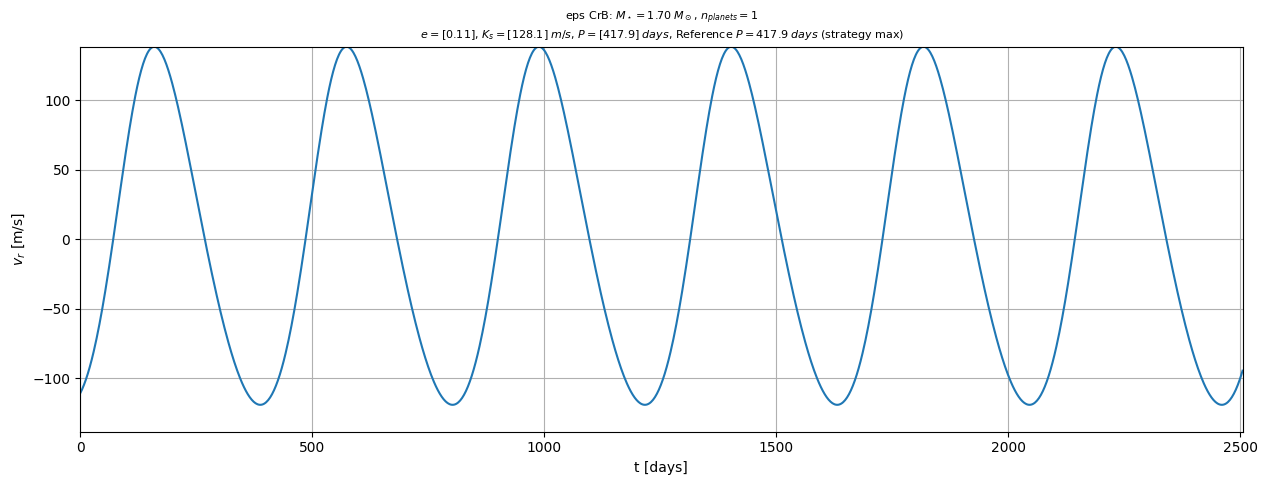 eps CrB: $M_\star = 1.70\ M_\odot$, $n_{planets} = 1$
$e = [0.11]$, $K_s = [128.1]\ m/s$, $P = [417.9]\ days$, Reference $P = 417.9\ days$ (strategy max)
100
50
0
−50
−100
$v_r$ [m/s]
0 500 1000 1500 2000 2500
t [days]